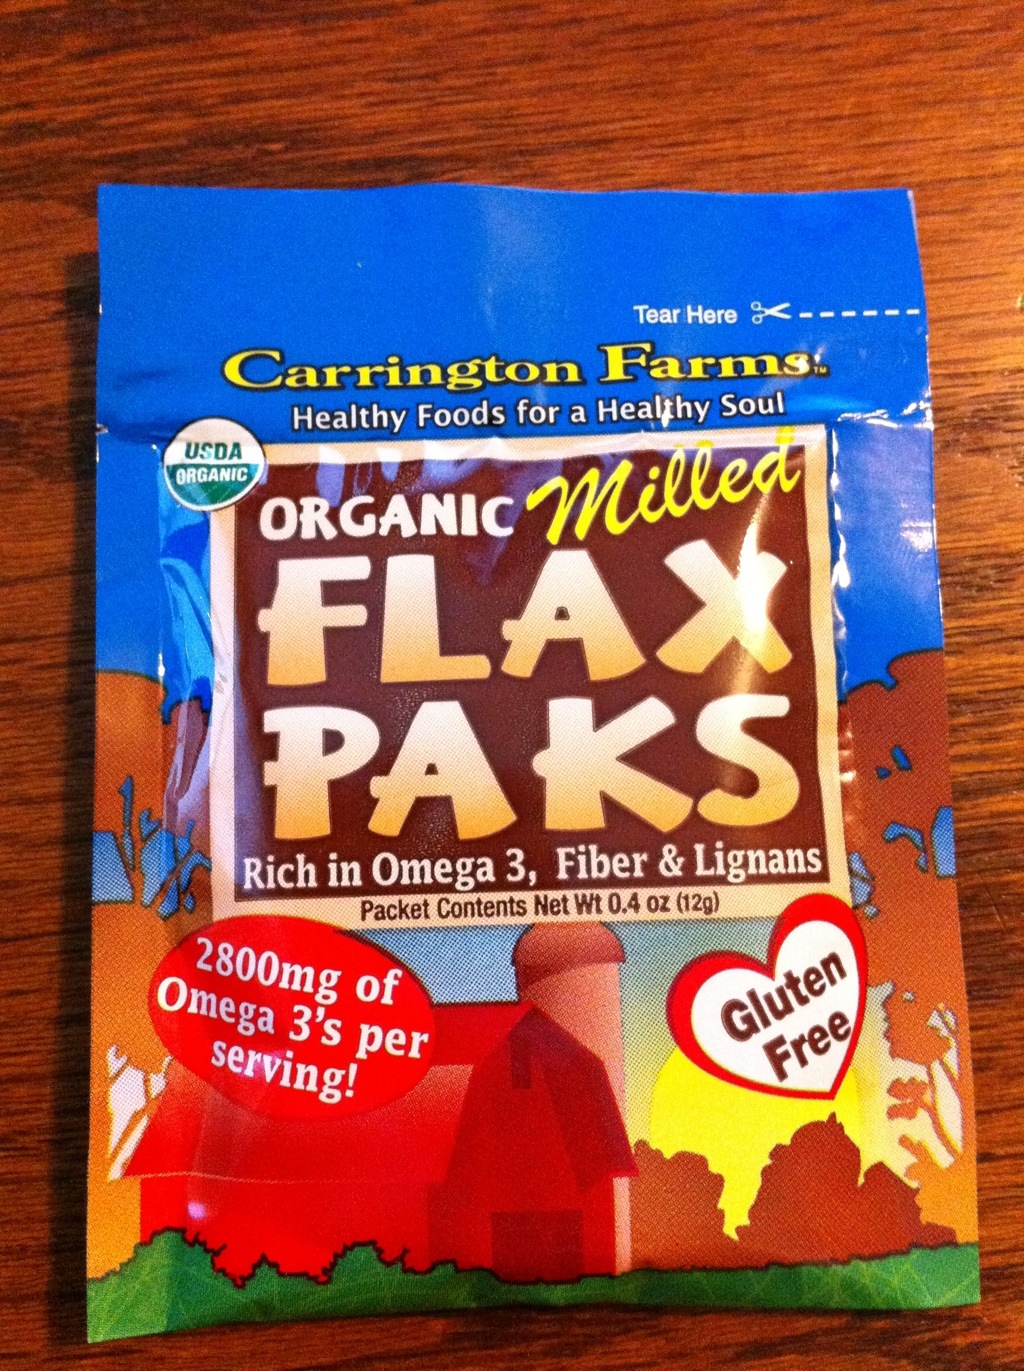 Tear Here
Carrington Farms™
Healthy Foods for a Healthy Soul
USDA
ORGANIC
ORGANIC Milled
FLAX
PAKS
Rich in Omega 3, Fiber & Lignans
Packet Contents Net Wt 0.4 oz (12g)
2800mg of
Omega 3's per
serving!
Gluten
Free